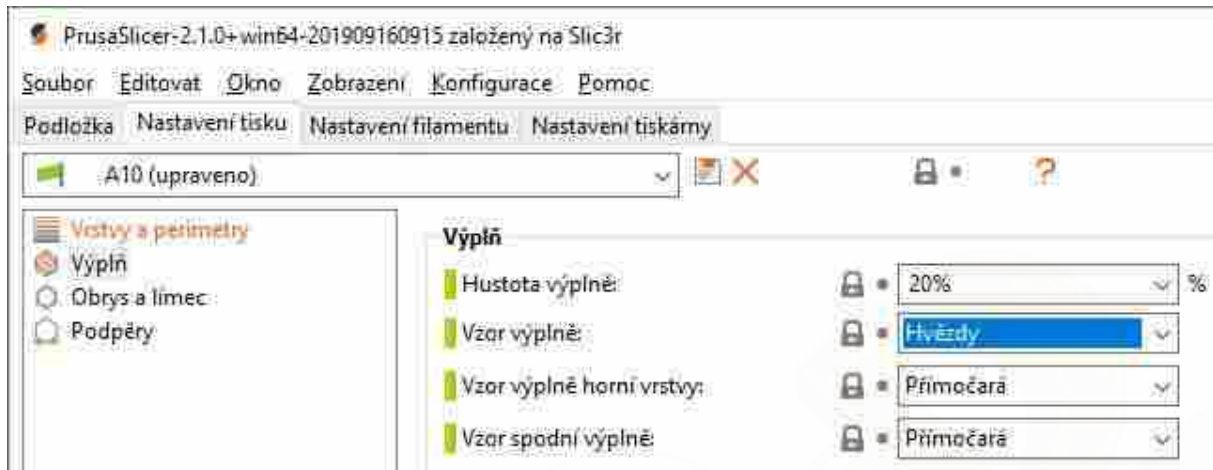 PrusaSlicer-2.1.0+win64-201909160915 založený na Slic3r
Soubor Editovat Okno Zobrazení Konfigurace Pomoc
Podložka Nastavení tisku Nastavení filamentu Nastavení tiskárny
A10 (upraveno)
Vrstvy a perimetry
Výplň
Obrys a límec
Podpěry
Výplň
Hustota výplně: 20% %
Vzor výplně: Hvězdy
Vzor výplně horní vrstvy: Přímočará
Vzor spodní výplně: Přímočará